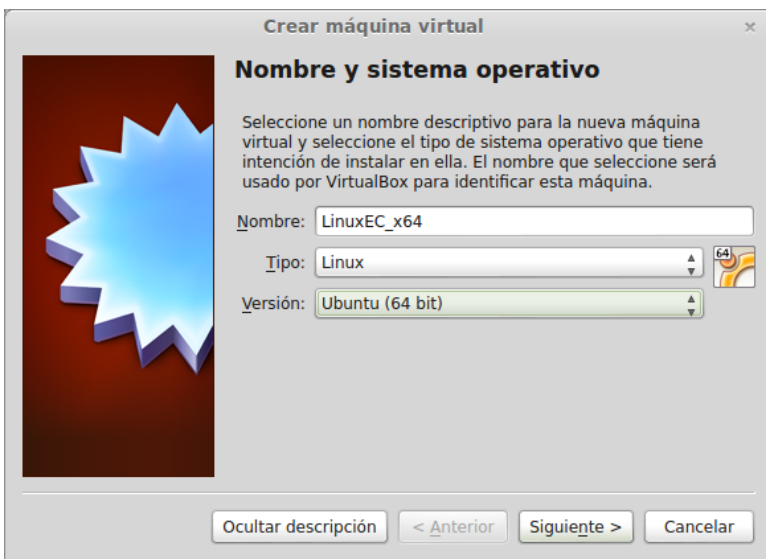 Crear máquina virtual
×
Nombre y sistema operativo
Seleccione un nombre descriptivo para la nueva máquina
virtual y seleccione el tipo de sistema operativo que tiene
intención de instalar en ella. El nombre que seleccione será
usado por VirtualBox para identificar esta máquina.
Nombre: LinuxEC_x64
Tipo: Linux
64
Versión: Ubuntu (64 bit)
Ocultar descripción < Anterior Siguiente > Cancelar